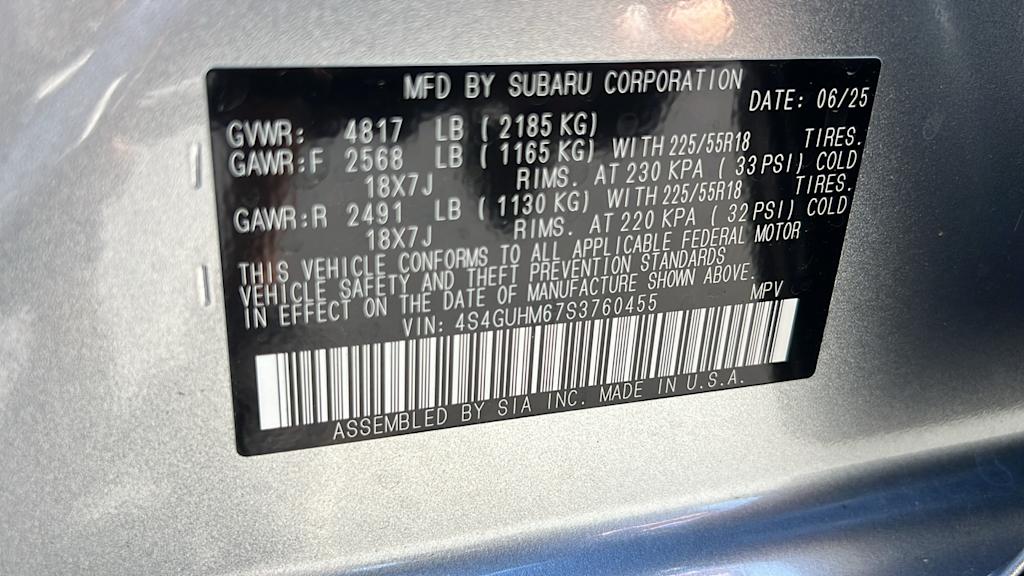 MFD BY SUBARU CORPORATION DATE: 06/25
GVWR: 4817 LB ( 2185 KG)
GAWR:F 2568 LB ( 1165 KG) WITH 225/55R18 TIRES.
18X7J RIMS. AT 230 KPA ( 33 PSI) COLD
GAWR:R 2491 LB ( 1130 KG) WITH 225/55R18 TIRES.
18X7J RIMS. AT 220 KPA ( 32 PSI) COLD
THIS VEHICLE CONFORMS TO ALL APPLICABLE FEDERAL MOTOR
VEHICLE SAFETY AND THEFT PREVENTION STANDARDS
IN EFFECT ON THE DATE OF MANUFACTURE SHOWN ABOVE.
VIN: 4S4GUHM67S3760455 MPV
ASSEMBLED BY SIA INC. MADE IN U.S.A.